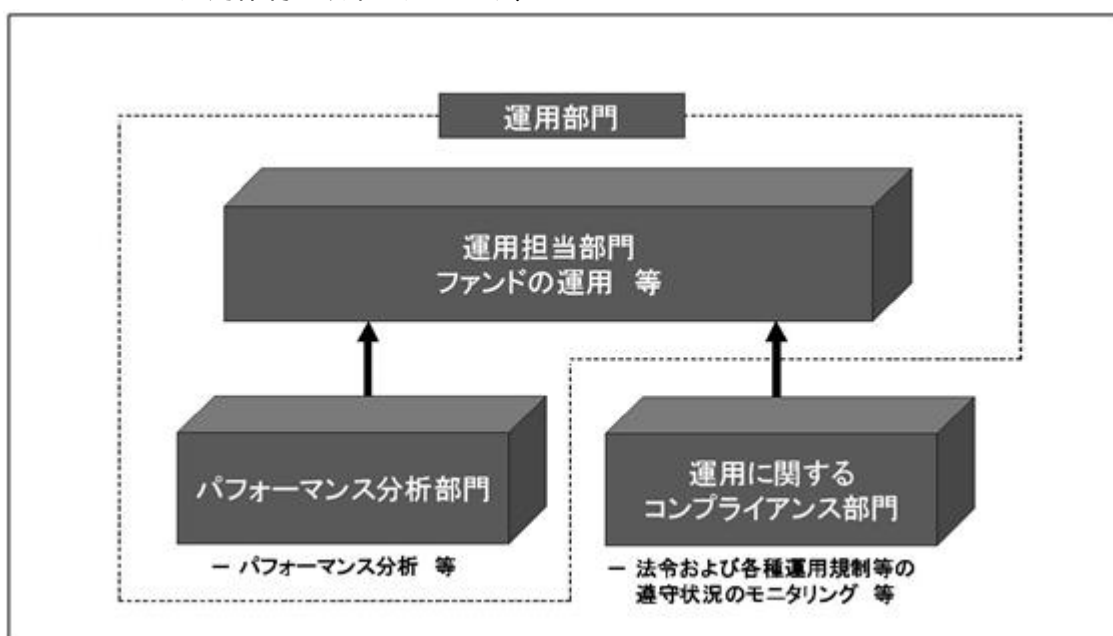 運用部門
運用担当部門
ファンドの運用　等
パフォーマンス分析部門
運用に関する
コンプライアンス部門
－ パフォーマンス分析　等
－ 法令および各種運用規制等の
遵守状況のモニタリング　等